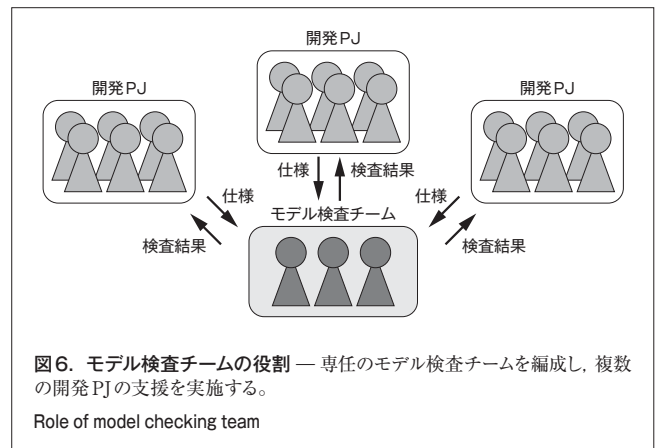 開発PJ
開発PJ
開発PJ
仕様
検査結果
仕様
検査結果
仕様
検査結果
モデル検査チーム
図6. モデル検査チームの役割 — 専任のモデル検査チームを編成し，複数
の開発PJの支援を実施する。
Role of model checking team